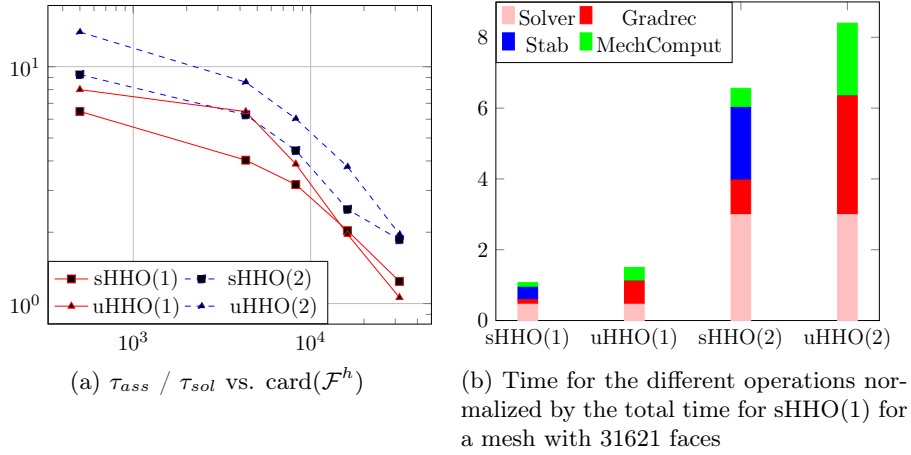 10^1
10^0
10^3
10^4
sHHO(1)
sHHO(2)
uHHO(1)
uHHO(2)
(a) τ_ass / τ_sol vs. card(ℱ^h)
Solver
Gradrec
Stab
MechComput
8
6
4
2
0
sHHO(1)
uHHO(1)
sHHO(2)
uHHO(2)
(b) Time for the different operations nor-
malized by the total time for sHHO(1) for
a mesh with 31621 faces